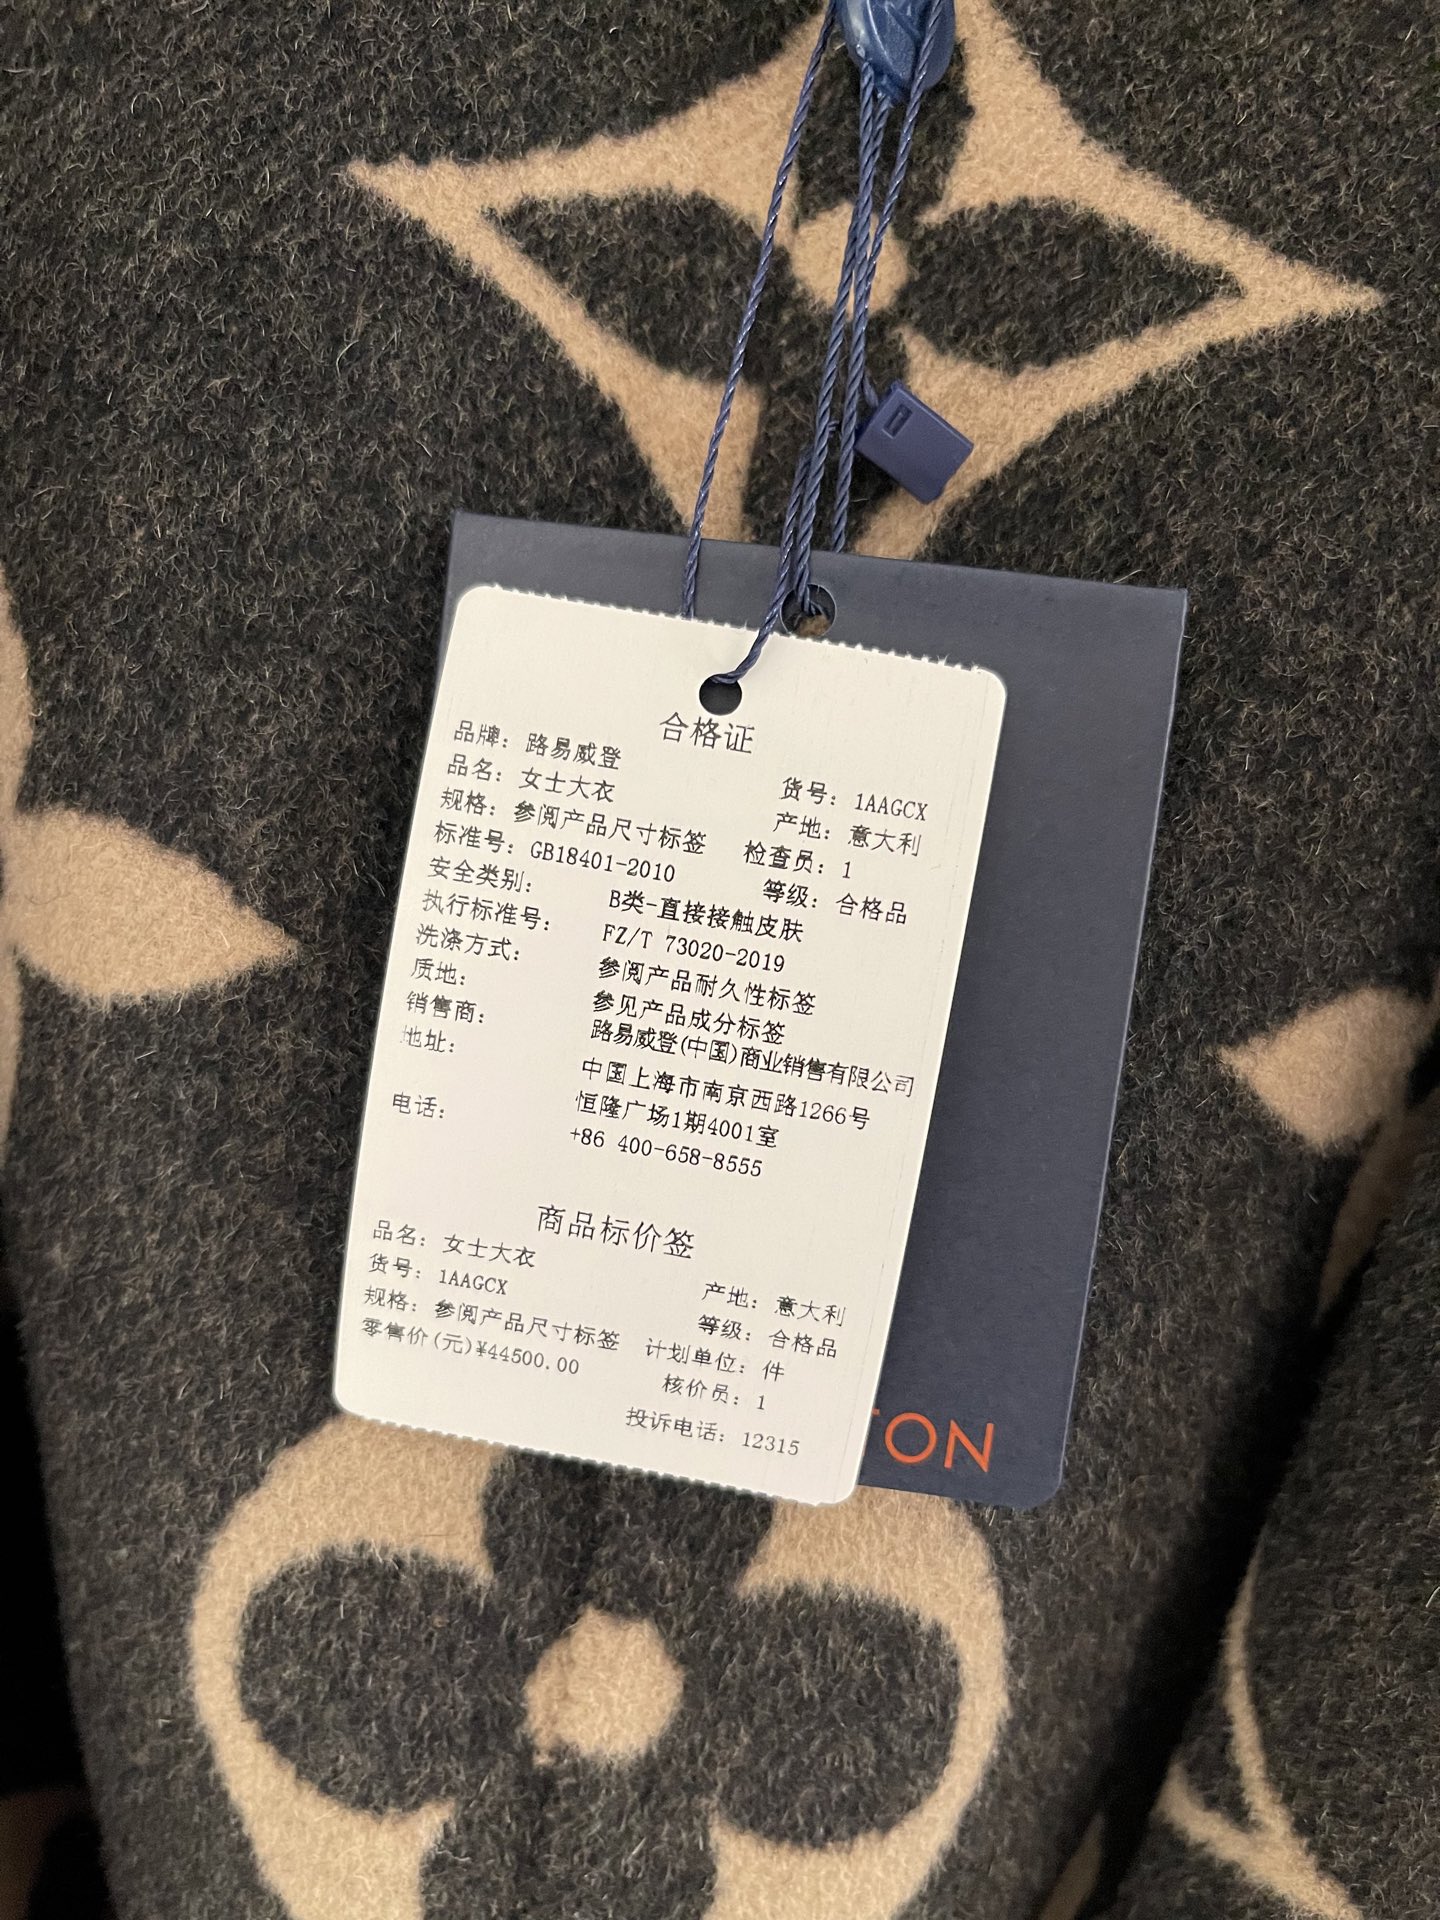 合格证
品牌: 路易威登
品名: 女士大衣 货号: 1AAGCX
规格: 参阅产品尺寸标签 产地: 意大利
标准号: GB18401-2010 检查员: 1
安全类别: B类-直接接触皮肤 等级: 合格品
执行标准号: FZ/T 73020-2019
洗涤方式: 参阅产品耐久性标签
质地: 参见产品成分标签
销售商: 路易威登(中国)商业销售有限公司
地址: 中国上海市南京西路1266号
恒隆广场1期4001室
电话: +86 400-658-8555
商品标价签
品名: 女士大衣 产地: 意大利
货号: 1AAGCX 等级: 合格品
规格: 参阅产品尺寸标签 计划单位: 件
零售价(元)¥44500.00 核价员: 1
投诉电话: 12315
TON